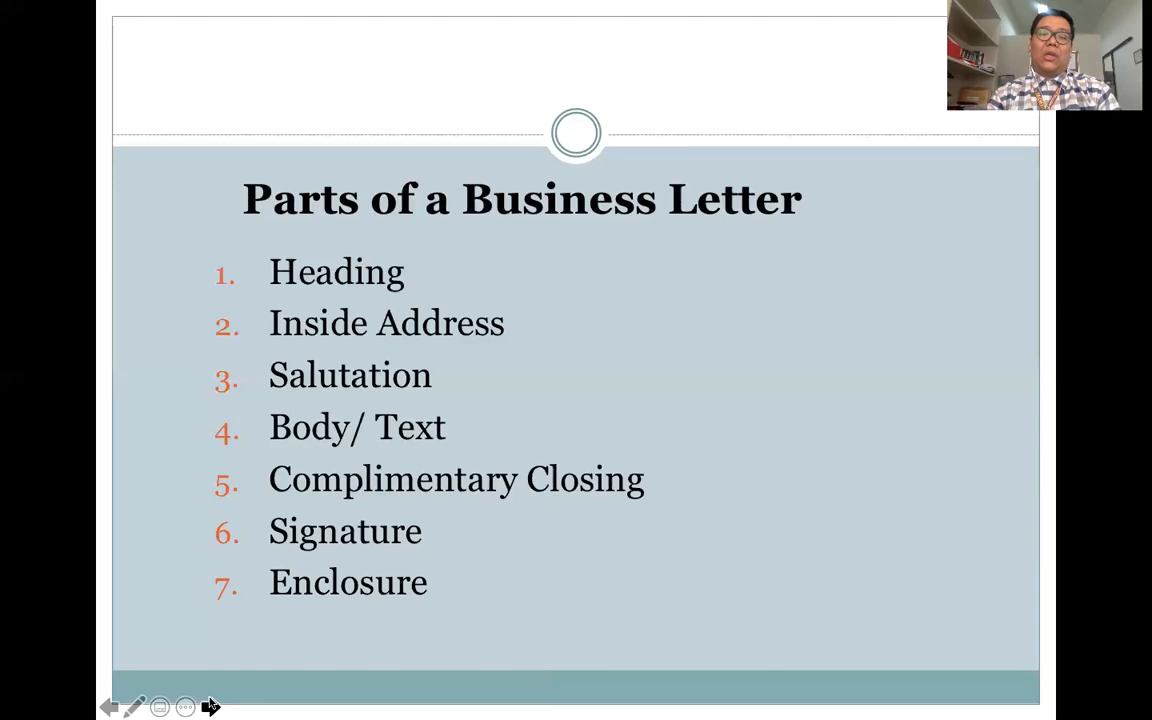 Parts of a Business Letter
1. Heading
2. Inside Address
3. Salutation
4. Body/ Text
5. Complimentary Closing
6. Signature
7. Enclosure